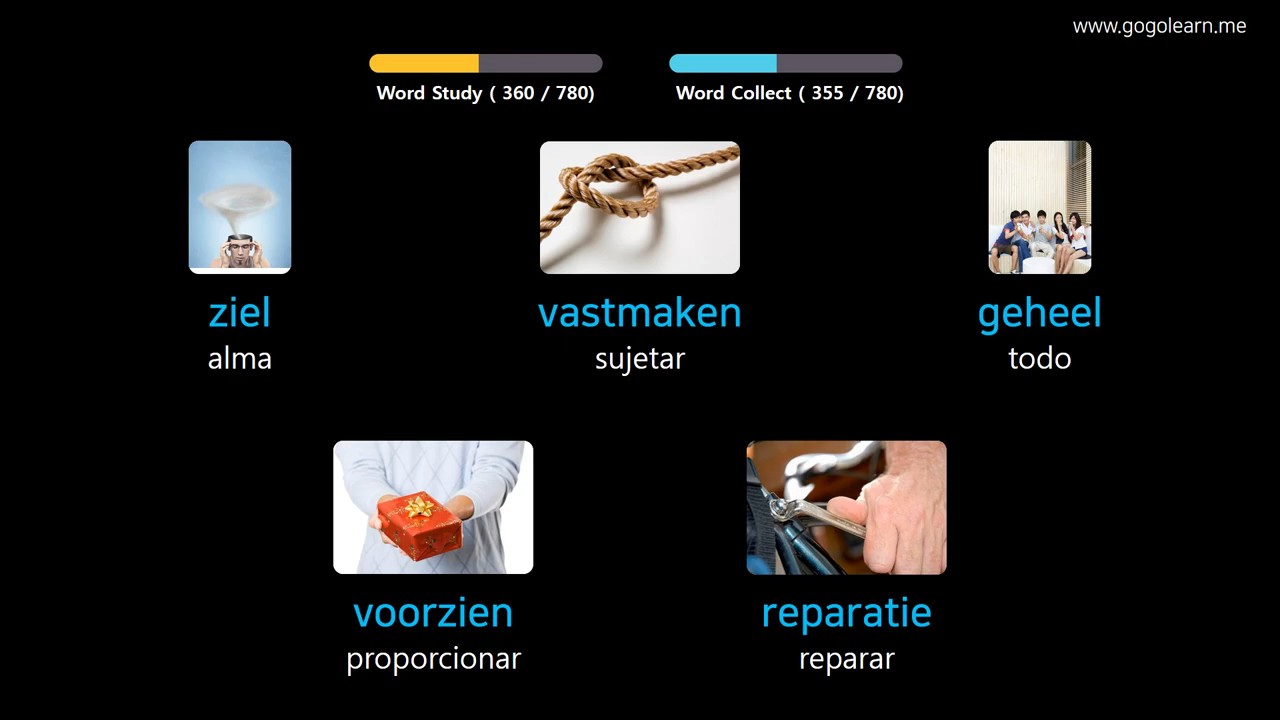 www.gogolearn.me
Word Study ( 360 / 780)
Word Collect ( 355 / 780)
ziel
alma
vastmaken
sujetar
geheel
todo
voorzien
proporcionar
reparatie
reparar